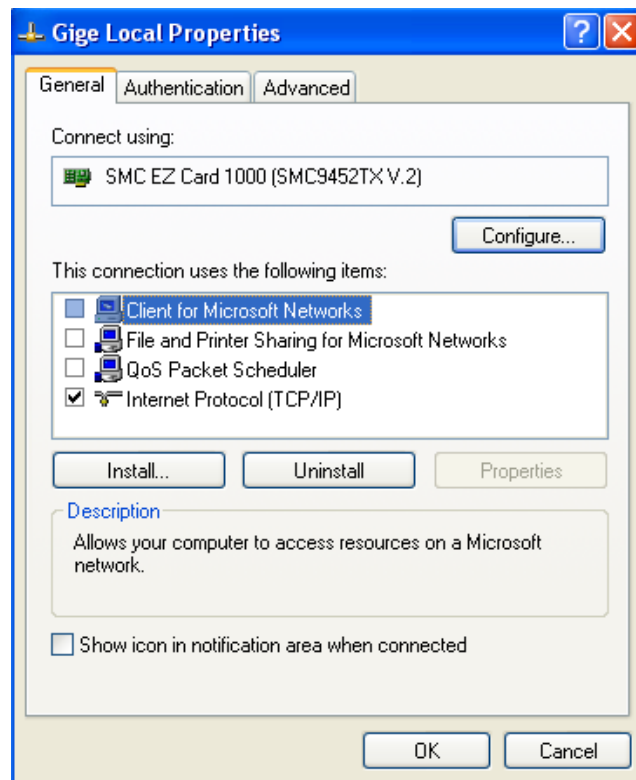 Gige Local Properties
General Authentication Advanced
Connect using:
SMC EZ Card 1000 (SMC9452TX V.2)
Configure...
This connection uses the following items:
Client for Microsoft Networks
File and Printer Sharing for Microsoft Networks
QoS Packet Scheduler
Internet Protocol (TCP/IP)
Install... Uninstall Properties
Description
Allows your computer to access resources on a Microsoft
network.
Show icon in notification area when connected
OK Cancel